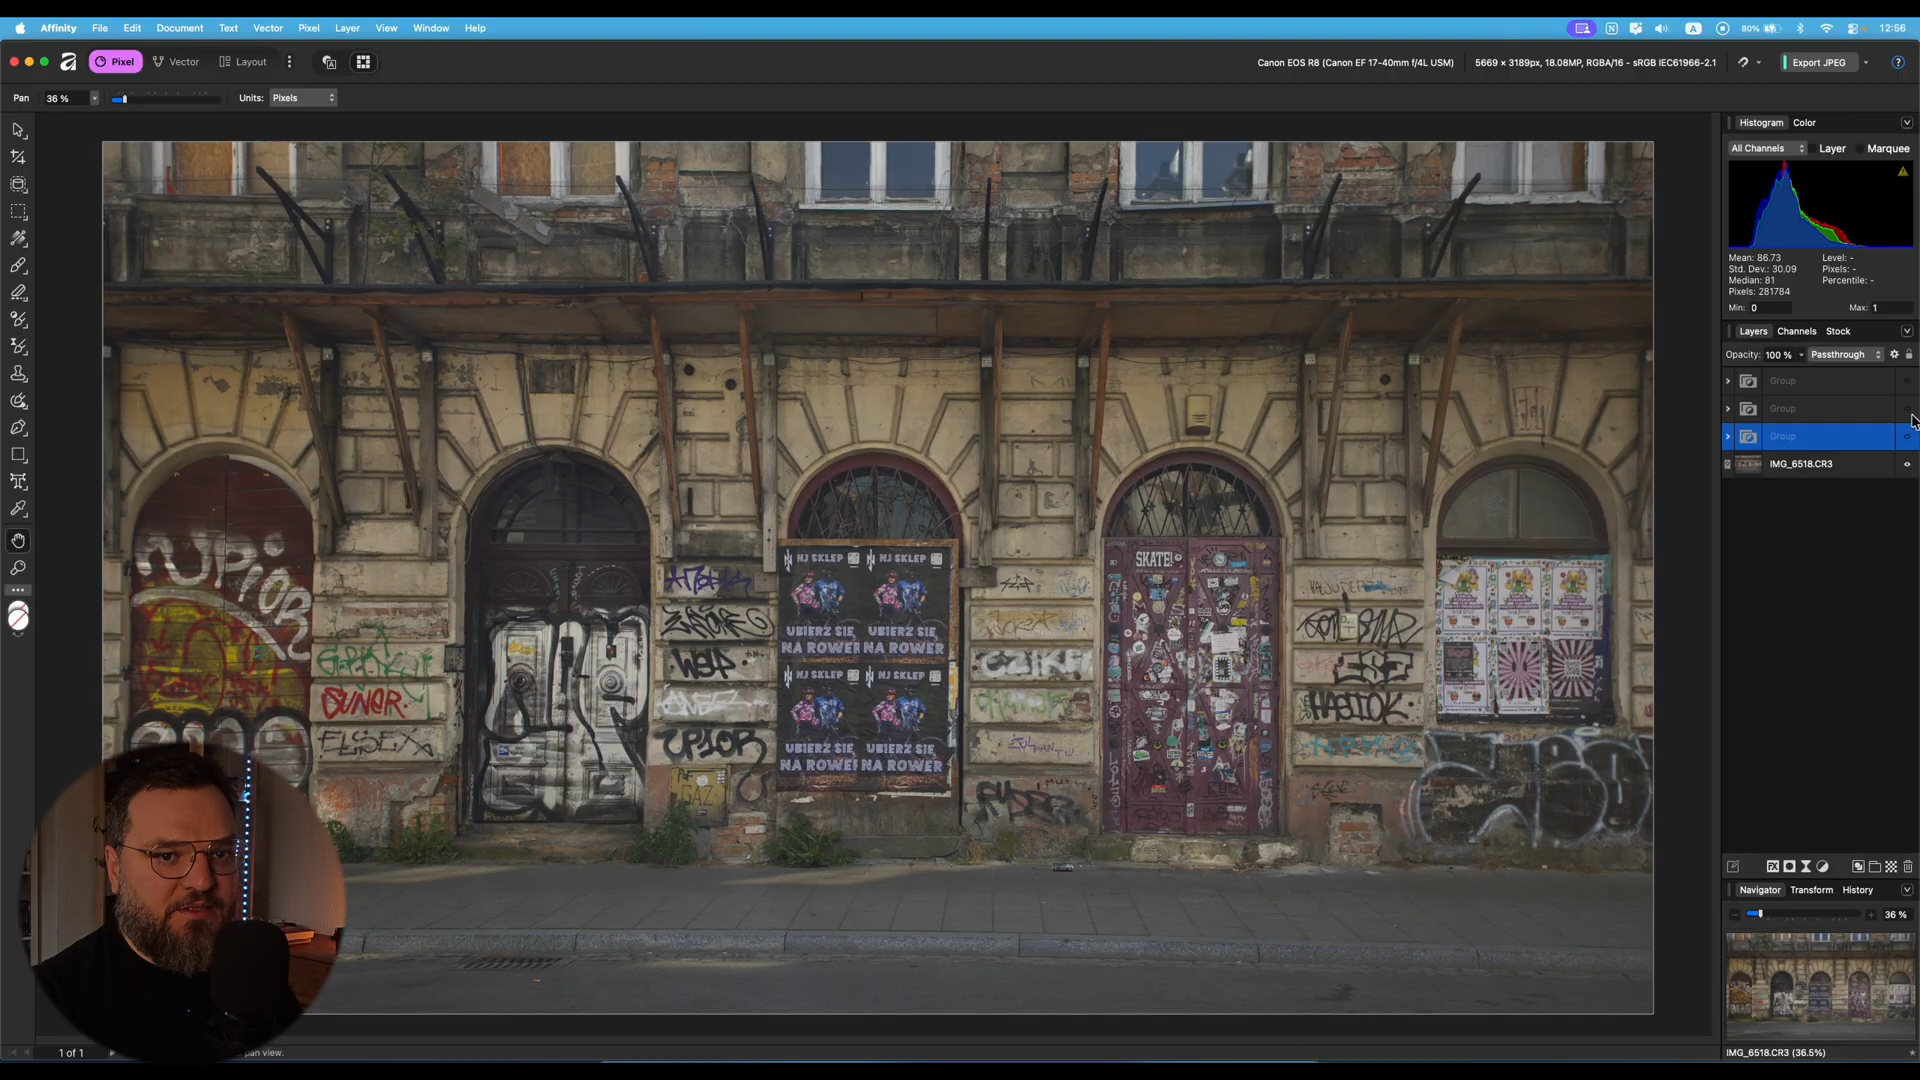 Affinity File Edit Document Text Vector Pixel Layer View Window Help
80% 12:56
Pixel Vector Layout
Canon EOS R8 (Canon EF 17-40mm f/4L USM) 5669 × 3189px, 18.08MP, RGBA/16 - sRGB IEC61966-2.1 Export JPEG
Pan 36 % Units: Pixels
Histogram Color
All Channels Layer Marquee
Mean: 86.73 Level: -
Std. Dev.: 30.09 Pixels: -
Median: 81 Percentile: -
Pixels: 281784
Min: 0 Max: 1
Layers Channels Stock
Opacity: 100 % Passthrough
Group
Group
Group
IMG_6518.CR3
NJ SKLEP NJ SKLEP
UBIERZ SIĘ UBIERZ SIĘ
NA ROWER NA ROWER
NJ SKLEP NJ SKLEP
UBIERZ SIĘ UBIERZ SIĘ
NA ROWER NA ROWER
SKATE!
GAZ
Navigator Transform History
36 %
1 of 1
pan view.
IMG_6518.CR3 (36.5%)